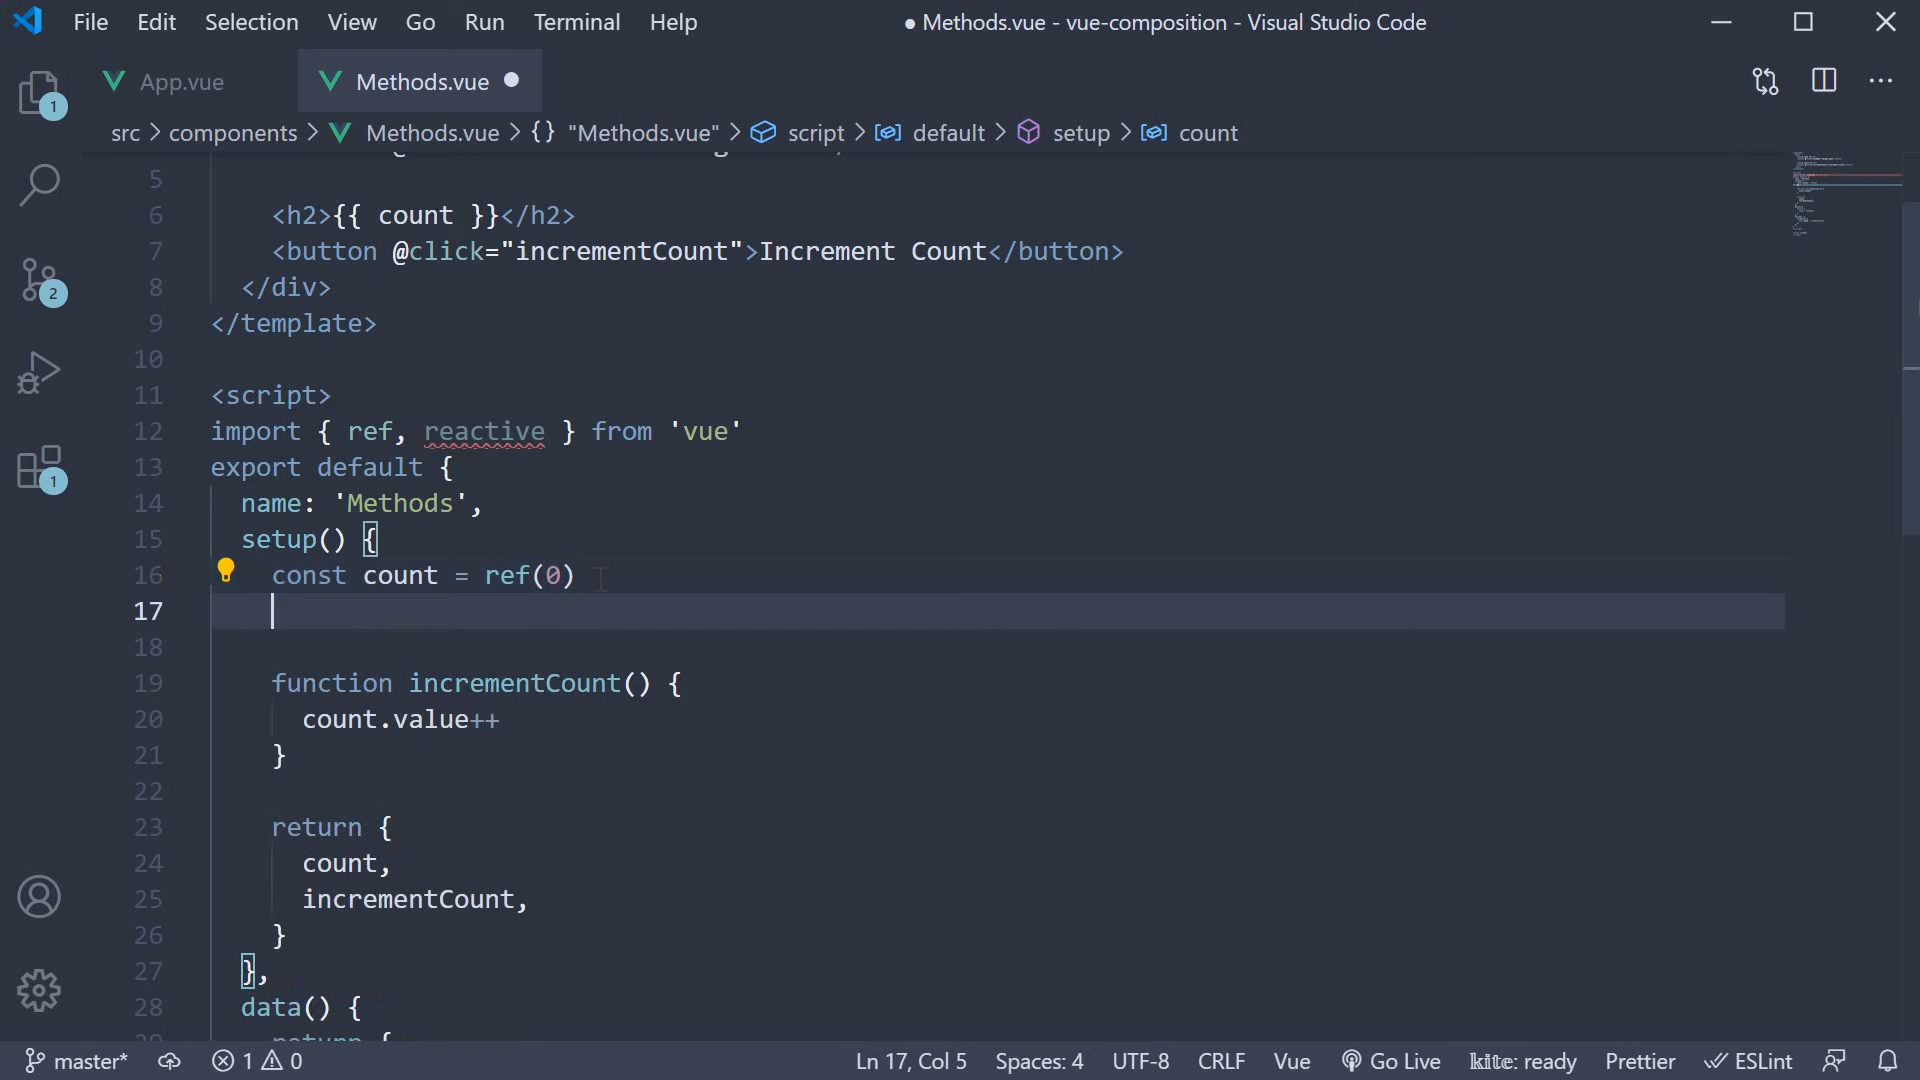 File Edit Selection View Go Run Terminal Help
● Methods.vue - vue-composition - Visual Studio Code
App.vue
Methods.vue
src > components > Methods.vue > {} "Methods.vue" > script > default > setup > count
1
2
1
5
6 <h2>{{ count }}</h2>
7 <button @click="incrementCount">Increment Count</button>
8 </div>
9 </template>
10
11 <script>
12 import { ref, reactive } from 'vue'
13 export default {
14 name: 'Methods',
15 setup() {
16 const count = ref(0)
17
18
19 function incrementCount() {
20 count.value++
21 }
22
23 return {
24 count,
25 incrementCount,
26 }
27 },
28 data() {
29 return {
master* 1 0 Ln 17, Col 5 Spaces: 4 UTF-8 CRLF Vue Go Live kite: ready Prettier ESLint